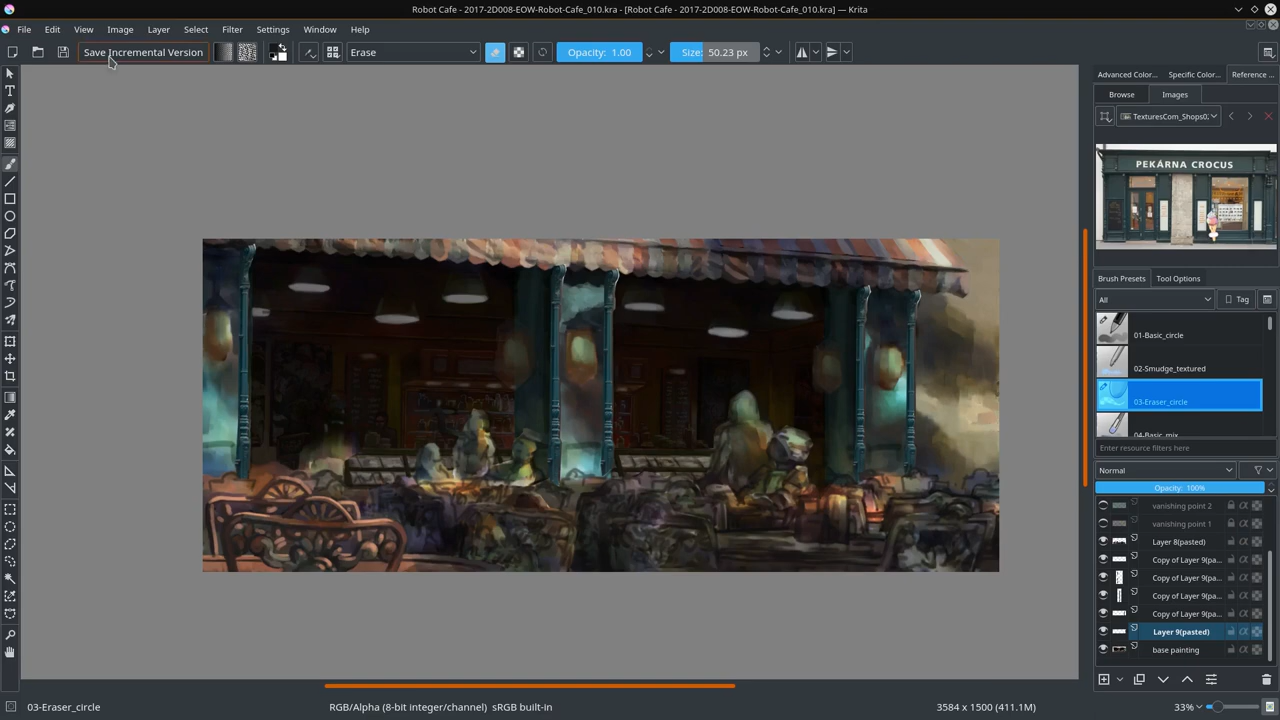 Robot Cafe - 2017-2D008-EOW-Robot-Cafe_010.kra - [Robot Cafe - 2017-2D008-EOW-Robot-Cafe_010.kra] — Krita
File Edit View Image Layer Select Filter Settings Window Help
Save Incremental Version Erase Opacity: 1.00 Size: 50.23 px
Advanced Color... Specific Color... Reference ...
Browse Images
TexturesCom_Shops0
PEKÁRNA CROCUS
Brush Presets Tool Options
All Tag
01-Basic_circle
02-Smudge_textured
03-Eraser_circle
04-Basic_mix
Enter resource filters here
Normal
Opacity: 100%
vanishing point 2
vanishing point 1
Layer 8(pasted)
Copy of Layer 9(pa...
Copy of Layer 9(pa...
Copy of Layer 9(pa...
Copy of Layer 9(pa...
Layer 9(pasted)
base painting
03-Eraser_circle RGB/Alpha (8-bit integer/channel) sRGB built-in 3584 x 1500 (411.1M) 33%